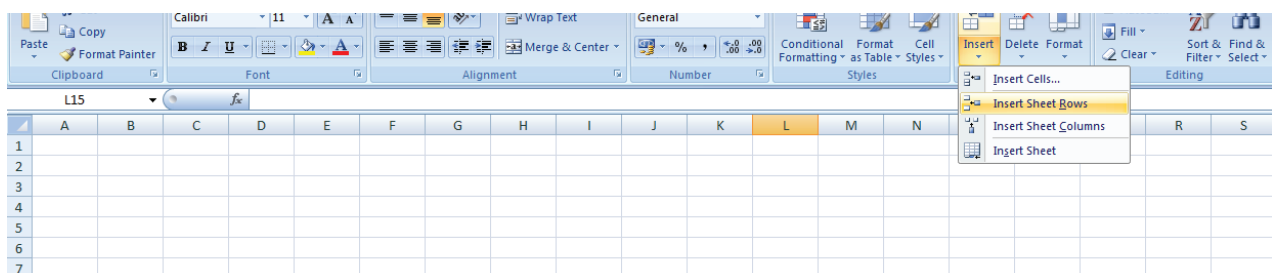 Calibri 11 A A Wrap Text General
Copy
Paste Format Painter B I U A Merge & Center % , .0 .00 .00 .0 Conditional Formatting Format as Table Cell Styles Insert Delete Format Fill Clear Sort & Filter Find & Select
Clipboard Font Alignment Number Styles Editing
L15 fx
Insert Cells...
Insert Sheet Rows
Insert Sheet Columns
Insert Sheet
A B C D E F G H I J K L M N R S
1
2
3
4
5
6
7